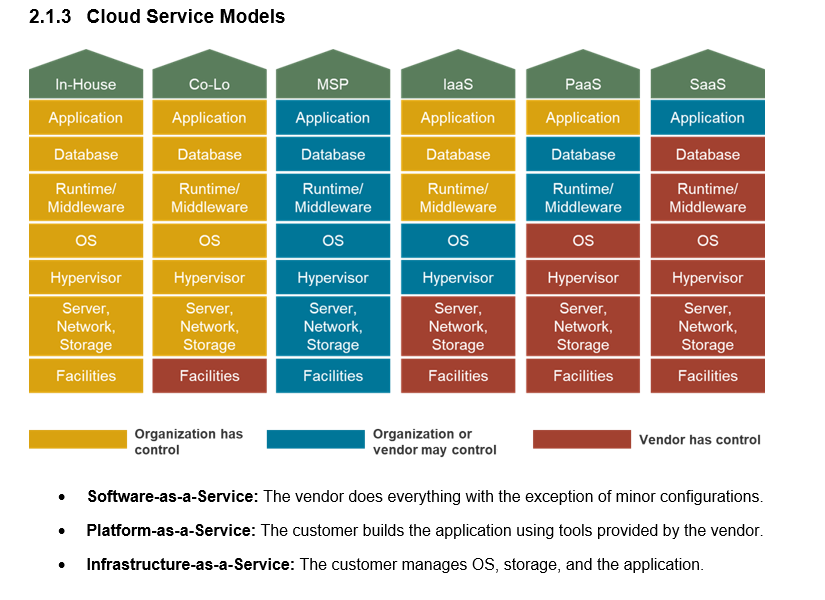 2.1.3 Cloud Service Models
In-House Co-Lo MSP IaaS PaaS SaaS
Application Application Application Application Application Application
Database Database Database Database Database Database
Runtime/ Runtime/ Runtime/ Runtime/ Runtime/ Runtime/
Middleware Middleware Middleware Middleware Middleware Middleware
OS OS OS OS OS OS
Hypervisor Hypervisor Hypervisor Hypervisor Hypervisor Hypervisor
Server, Server, Server, Server, Server, Server,
Network, Network, Network, Network, Network, Network,
Storage Storage Storage Storage Storage Storage
Facilities Facilities Facilities Facilities Facilities Facilities
Organization has
control
Organization or
vendor may control
Vendor has control
• Software-as-a-Service: The vendor does everything with the exception of minor configurations.
• Platform-as-a-Service: The customer builds the application using tools provided by the vendor.
• Infrastructure-as-a-Service: The customer manages OS, storage, and the application.